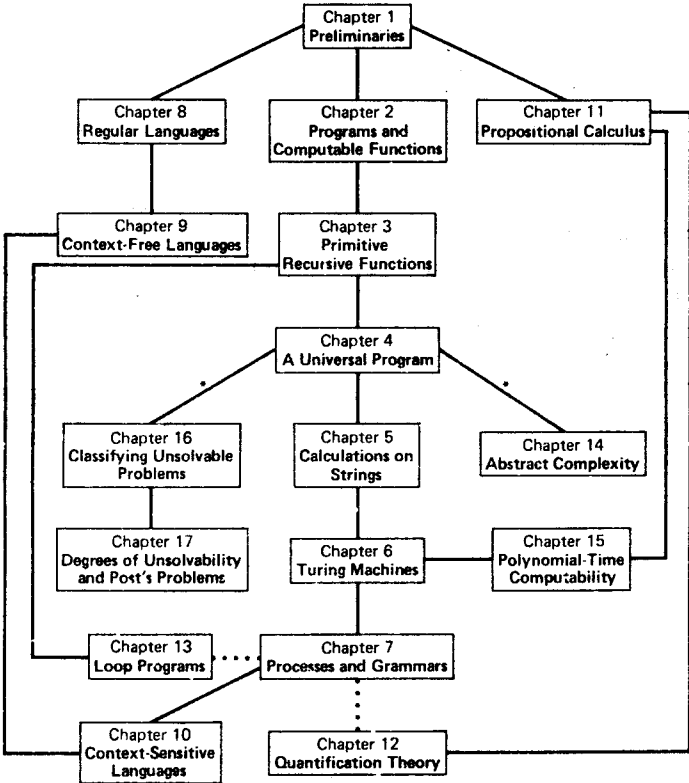 Chapter 1
Preliminaries
Chapter 8
Regular Languages
Chapter 2
Programs and
Computable Functions
Chapter 11
Propositional Calculus
Chapter 9
Context-Free Languages
Chapter 3
Primitive
Recursive Functions
Chapter 4
A Universal Program
*
*
Chapter 16
Classifying Unsolvable
Problems
Chapter 5
Calculations on
Strings
Chapter 14
Abstract Complexity
Chapter 17
Degrees of Unsolvability
and Post's Problems
Chapter 6
Turing Machines
Chapter 15
Polynomial-Time
Computability
Chapter 13
Loop Programs
Chapter 7
Processes and Grammars
Chapter 10
Context-Sensitive
Languages
Chapter 12
Quantification Theory